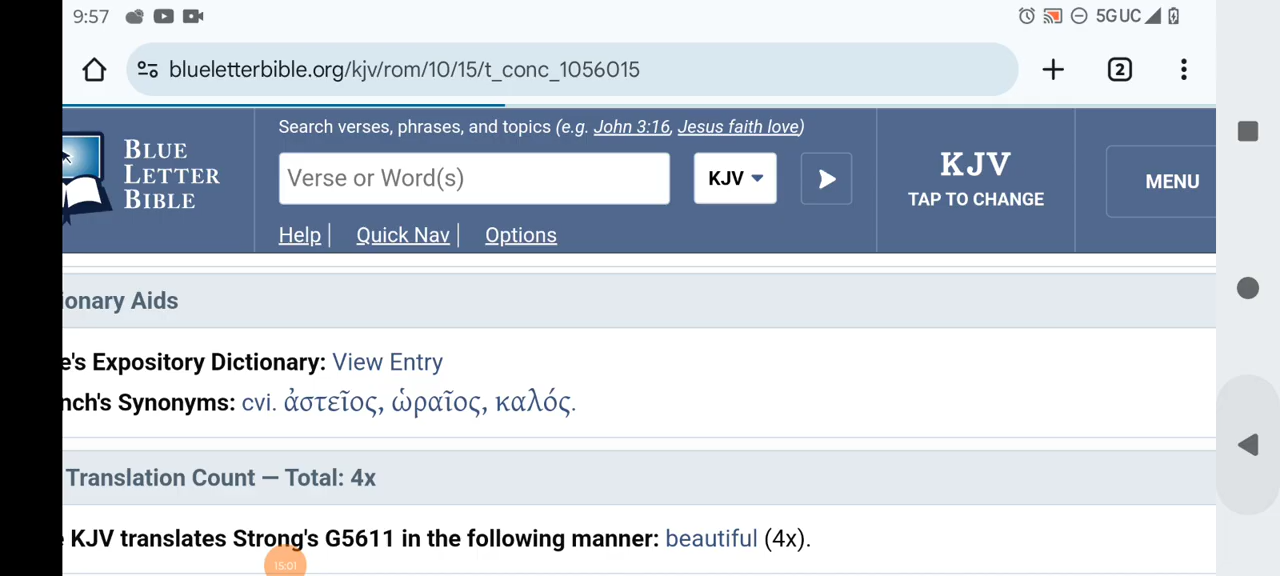 9:57
5G UC
2
blueletterbible.org/kjv/rom/10/15/t_conc_1056015
Search verses, phrases, and topics (e.g. John 3:16, Jesus faith love)
BLUE
LETTER
BIBLE
Verse or Word(s)
KJV
KJV
TAP TO CHANGE
MENU
Help
Quick Nav
Options
ionary Aids
e's Expository Dictionary: View Entry
nch's Synonyms: cvi. ἀστεῖος, ὡραῖος, καλός.
Translation Count — Total: 4x
KJV translates Strong's G5611 in the following manner: beautiful (4x).
15:01